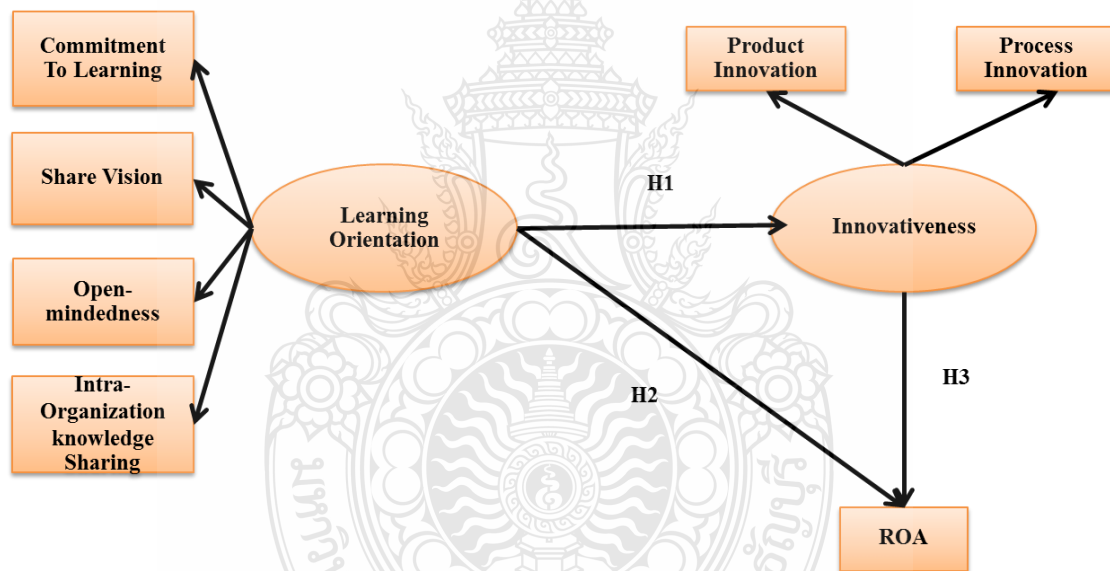 Commitment
To Learning
Share Vision
Open-
mindedness
Intra-
Organization
knowledge
Sharing
Learning
Orientation
H1
H2
Product
Innovation
Process
Innovation
Innovativeness
H3
ROA